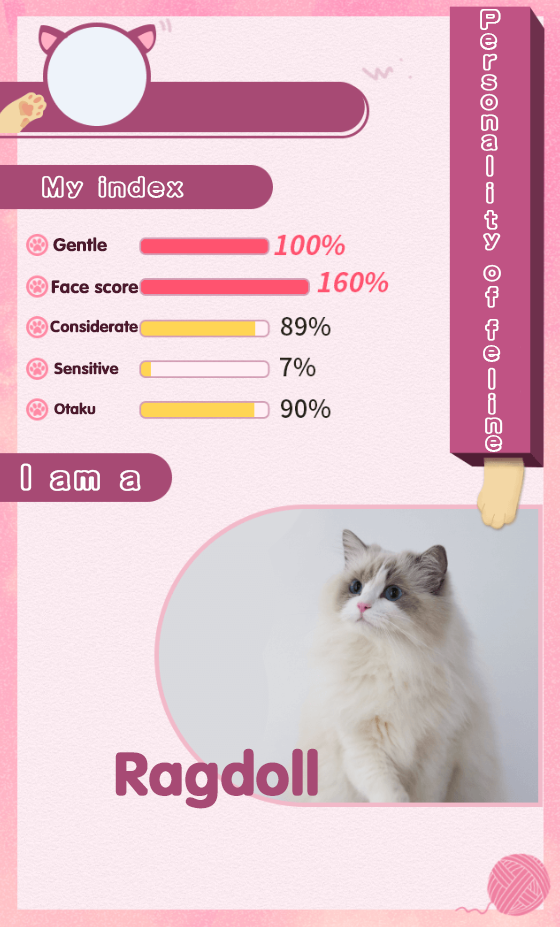 Personality of feline
My index
Gentle 100%
Face score 160%
Considerate 89%
Sensitive 7%
Otaku 90%
I am a
Ragdoll